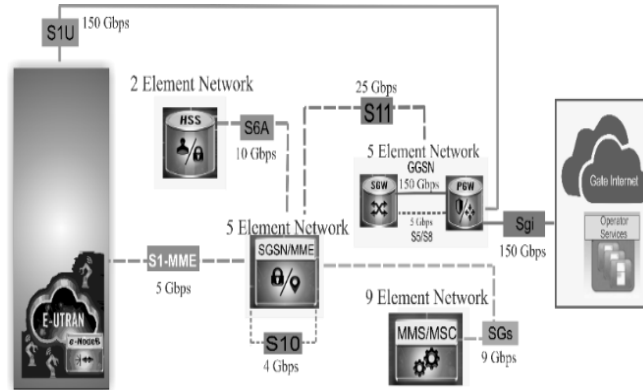 S1U
150 Gbps
2 Element Network
HSS
S6A
10 Gbps
25 Gbps
S11
5 Element Network
GGSN
SGW
150Gbps
PGW
5 Gbps
S5/S8
Sgi
150 Gbps
Gate Internet
Operator
Services
5 Element Network
SGSN/MME
S1-MME
5 Gbps
S10
4 Gbps
9 Element Network
MMS/MSC
SGs
9 Gbps
E-UTRAN
e-NodeB